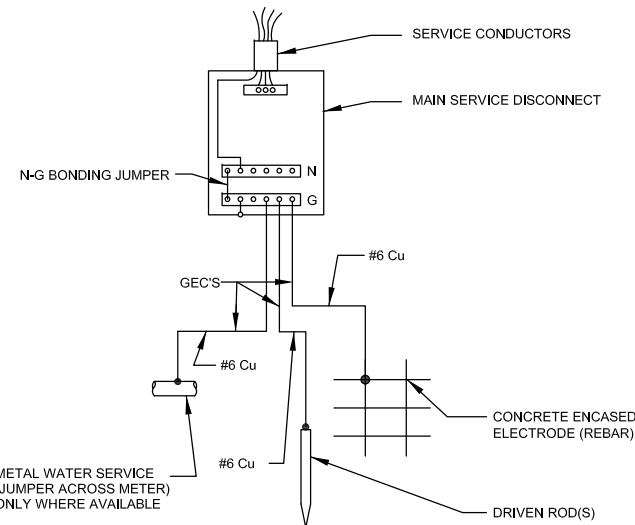 SERVICE CONDUCTORS
MAIN SERVICE DISCONNECT
N
N-G BONDING JUMPER
G
#6 Cu
GEC'S
#6 Cu
CONCRETE ENCASED
ELECTRODE (REBAR)
METAL WATER SERVICE
(JUMPER ACROSS METER)
ONLY WHERE AVAILABLE
#6 Cu
DRIVEN ROD(S)